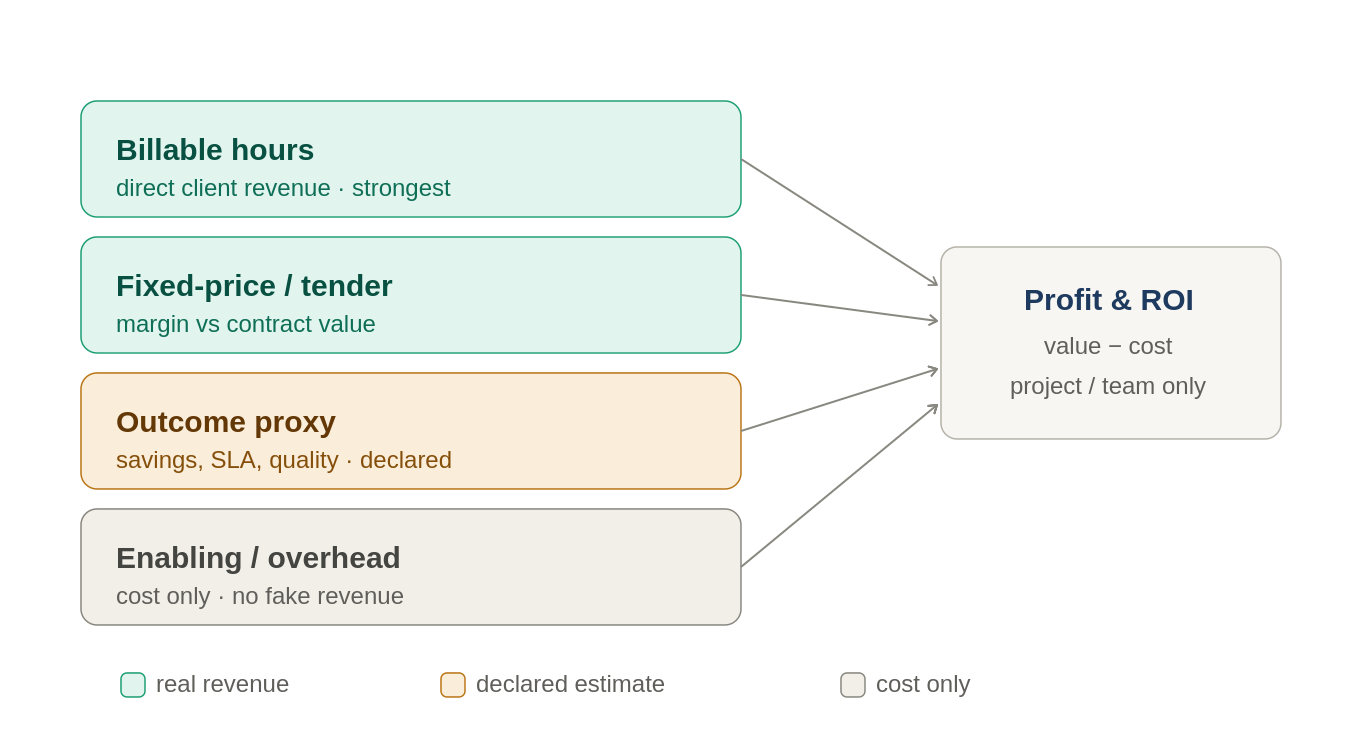 Billable hours
direct client revenue · strongest
Fixed-price / tender
margin vs contract value
Outcome proxy
savings, SLA, quality · declared
Enabling / overhead
cost only · no fake revenue
Profit & ROI
value − cost
project / team only
real revenue
declared estimate
cost only